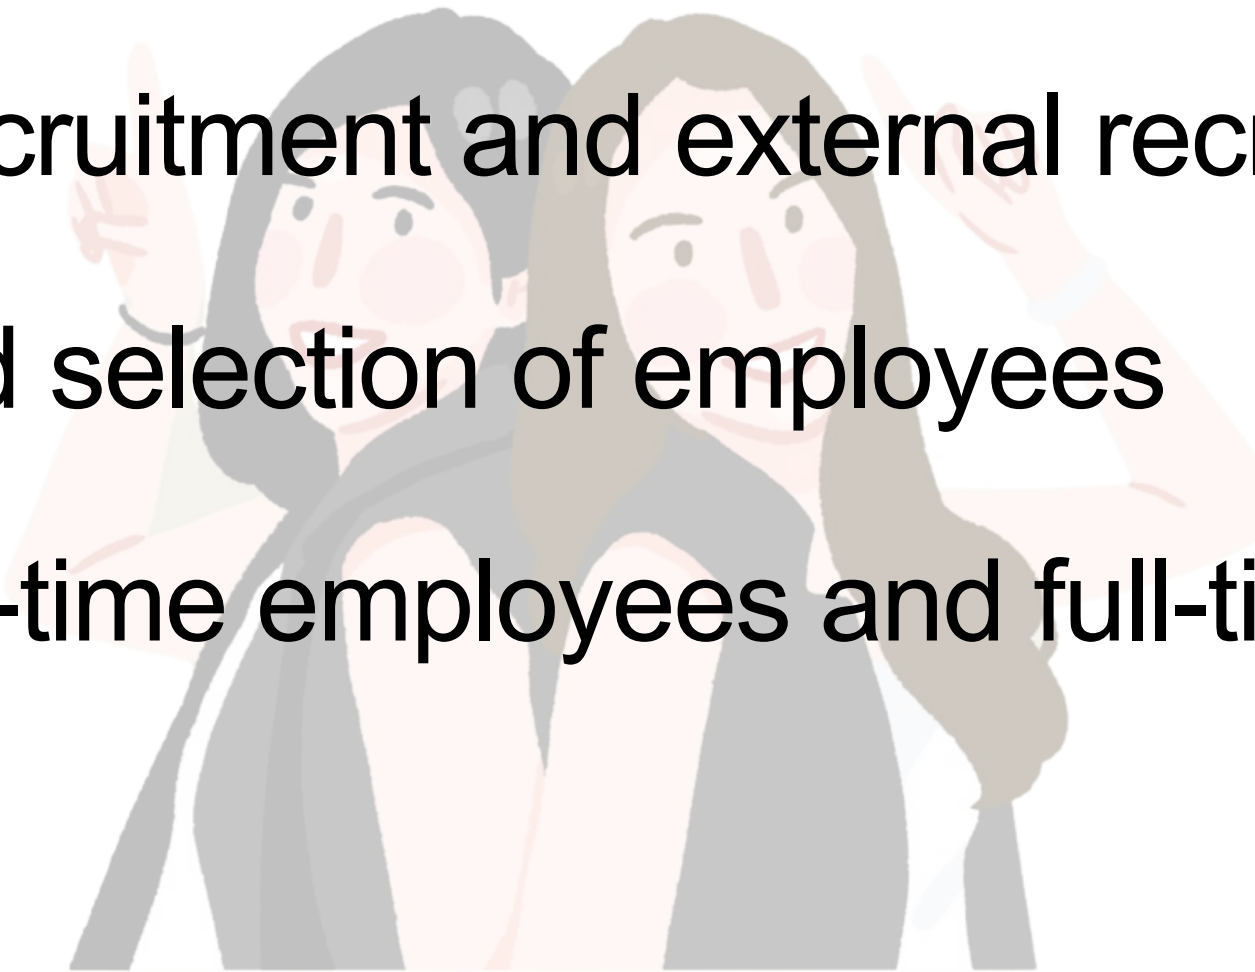 cruitment and external recr
d selection of employees
-time employees and full-ti